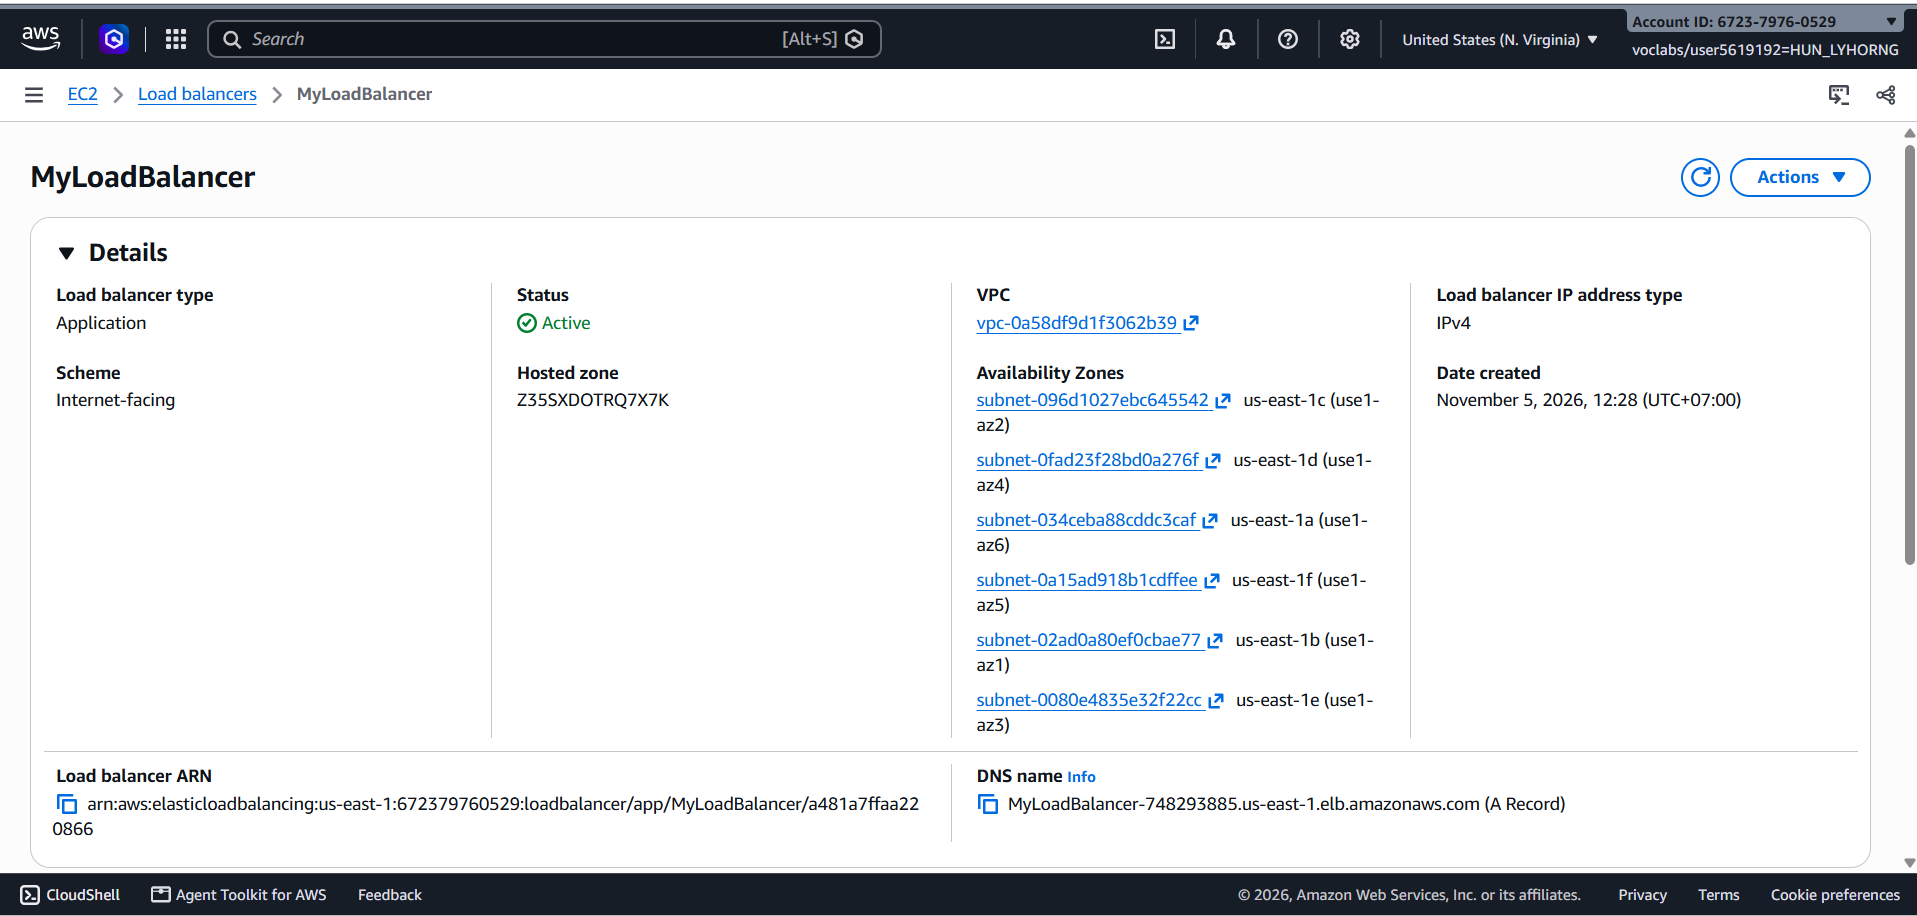 aws
Search [Alt+S]
United States (N. Virginia)
Account ID: 6723-7976-0529
voclabs/user5619192=HUN_LYHORNG
EC2 > Load balancers > MyLoadBalancer
MyLoadBalancer
Actions
Details
Load balancer type
Application
Status
Active
VPC
vpc-0a58df9d1f3062b39
Load balancer IP address type
IPv4
Scheme
Internet-facing
Hosted zone
Z35SXDOTRQ7X7K
Availability Zones
subnet-096d1027ebc645542 us-east-1c (use1-
az2)
subnet-0fad23f28bd0a276f us-east-1d (use1-
az4)
subnet-034ceba88cddc3caf us-east-1a (use1-
az6)
subnet-0a15ad918b1cdffee us-east-1f (use1-
az5)
subnet-02ad0a80ef0cbae77 us-east-1b (use1-
az1)
subnet-0080e4835e32f22cc us-east-1e (use1-
az3)
Date created
November 5, 2026, 12:28 (UTC+07:00)
Load balancer ARN
arn:aws:elasticloadbalancing:us-east-1:672379760529:loadbalancer/app/MyLoadBalancer/a481a7ffaa22
0866
DNS name Info
MyLoadBalancer-748293885.us-east-1.elb.amazonaws.com (A Record)
CloudShell Agent Toolkit for AWS Feedback
© 2026, Amazon Web Services, Inc. or its affiliates. Privacy Terms Cookie preferences